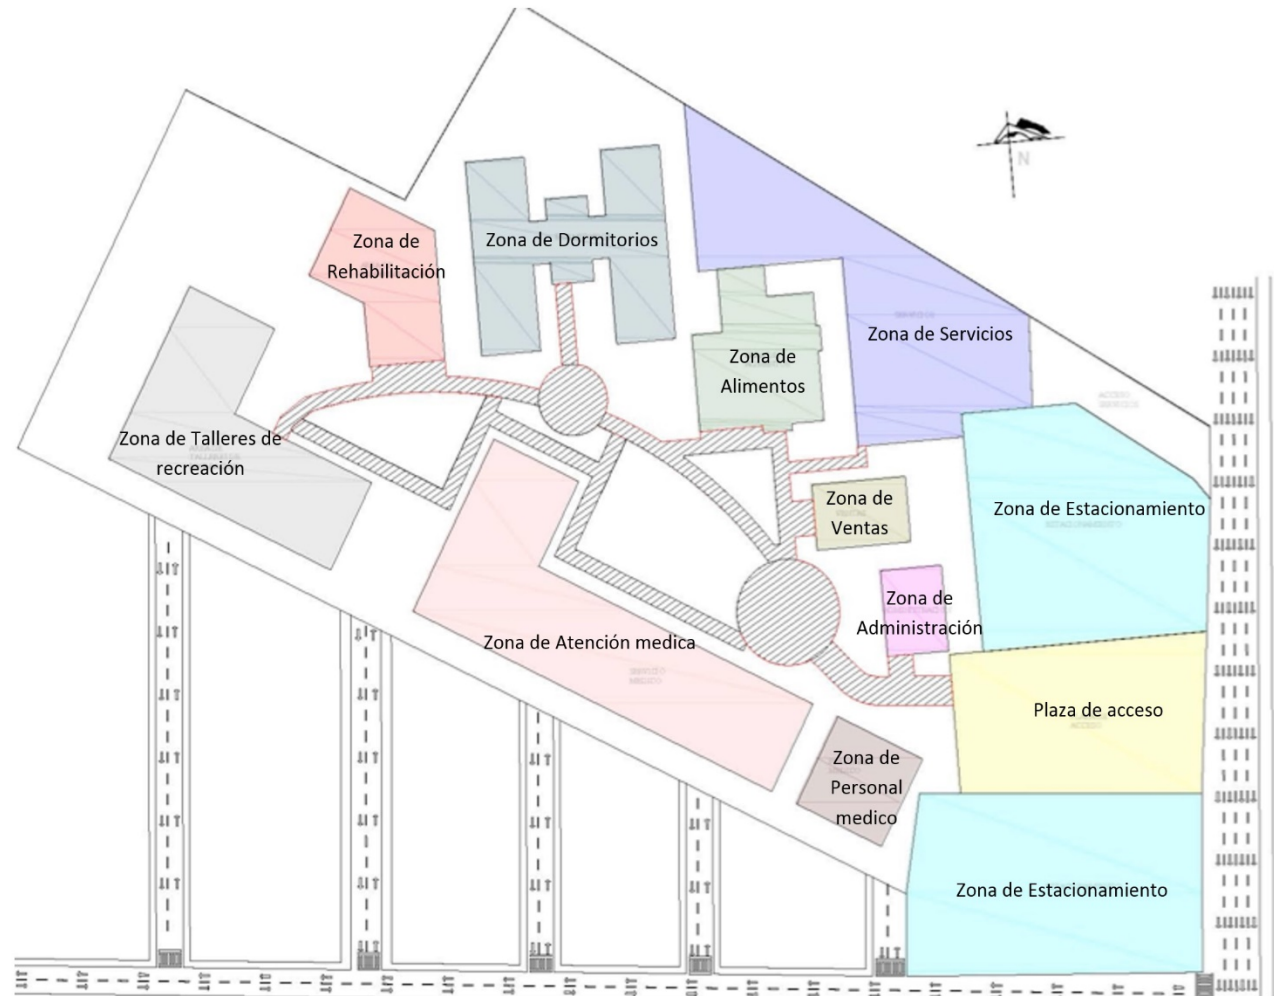 N
Zona de Dormitorios
Zona de
Rehabilitación
Zona de Servicios
Zona de
Alimentos
Zona de Talleres de
recreación
Zona de
Ventas
Zona de Estacionamiento
Zona de
Administración
Zona de Atención medica
Plaza de acceso
Zona de
Personal
medico
Zona de Estacionamiento